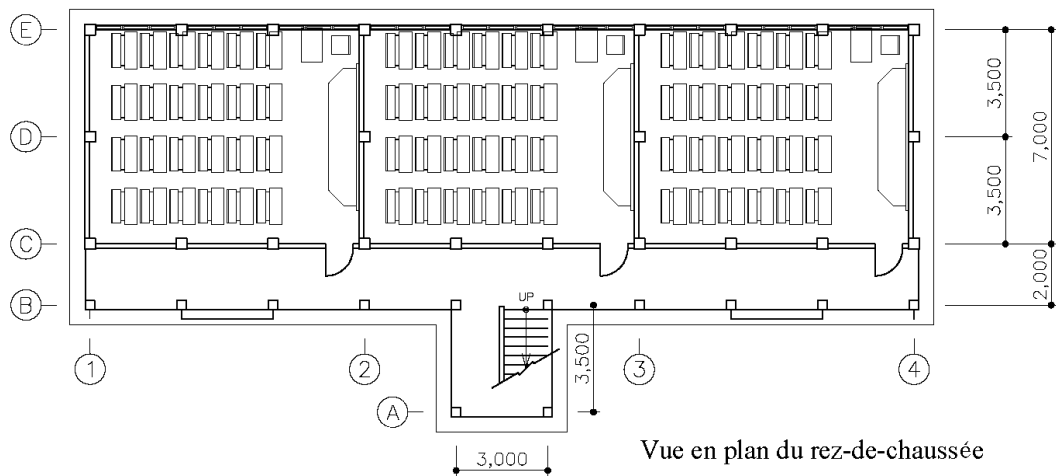 E
D
C
B
A
1
2
3
4
UP
3,500
3,500
7,000
2,000
3,500
3,000
Vue en plan du rez-de-chaussée